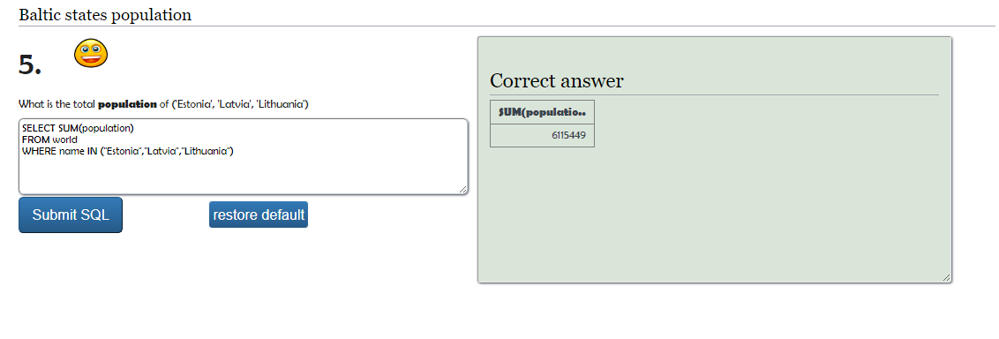 Baltic states population
5.
What is the total population of ('Estonia', 'Latvia', 'Lithuania')
SELECT SUM(population)
FROM world
WHERE name IN ("Estonia","Latvia","Lithuania")
Submit SQL
restore default
Correct answer
SUM(populatio..
6115449